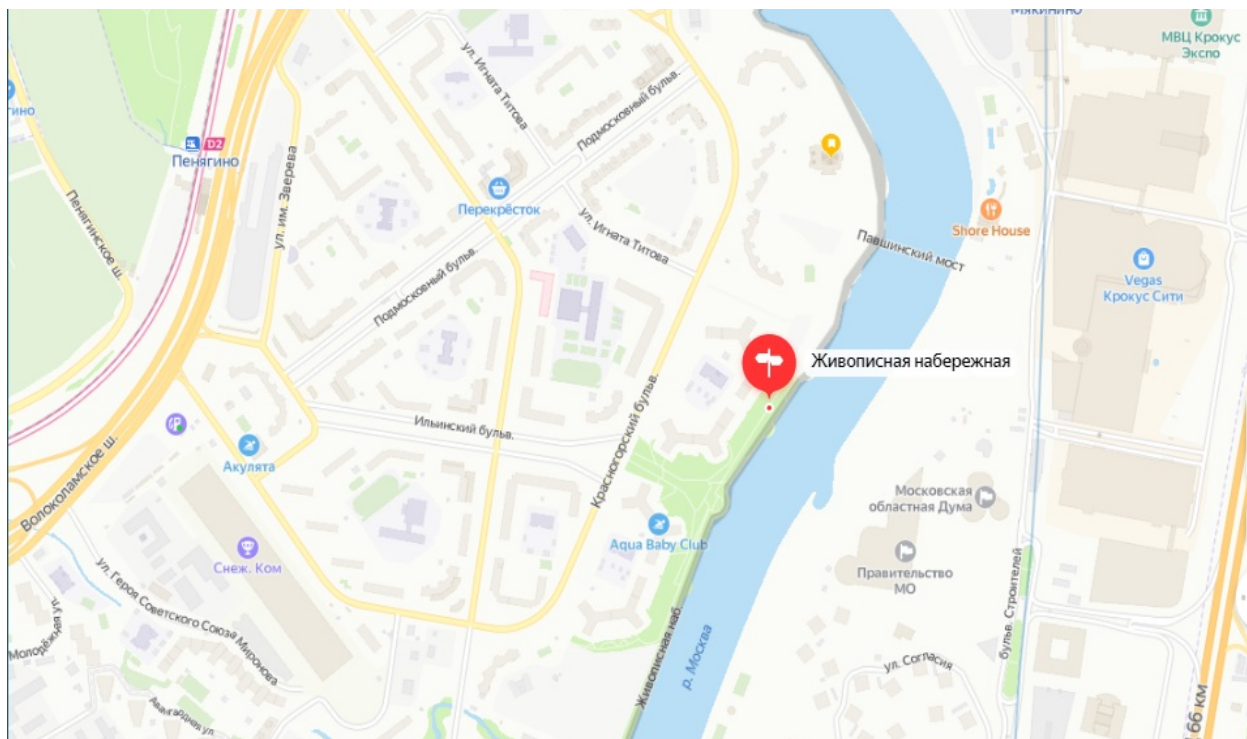 Мякинино
МВЦ Крокус
Экспо
ул. Игната Титова
Подмосковный бульв.
D2
Пенягино
ул. им. Зверева
Пенягинское ш.
Перекрёсток
ул. Игната Титова
Shore House
Павшинский мост
Vegas
Крокус Сити
Подмосковный бульв.
Живописная набережная
Красногорский бульв.
Ильинский бульв.
Волоколамское ш.
Акулята
Московская
областная Дума
Aqua Baby Club
Снеж. Ком
Правительство
МО
ул. Героя Советского Союза Миронова
бульв. Строителей
Молодёжная ул.
Живописная наб.
р. Москва
ул. Согласия
Авангардная ул.
66 км